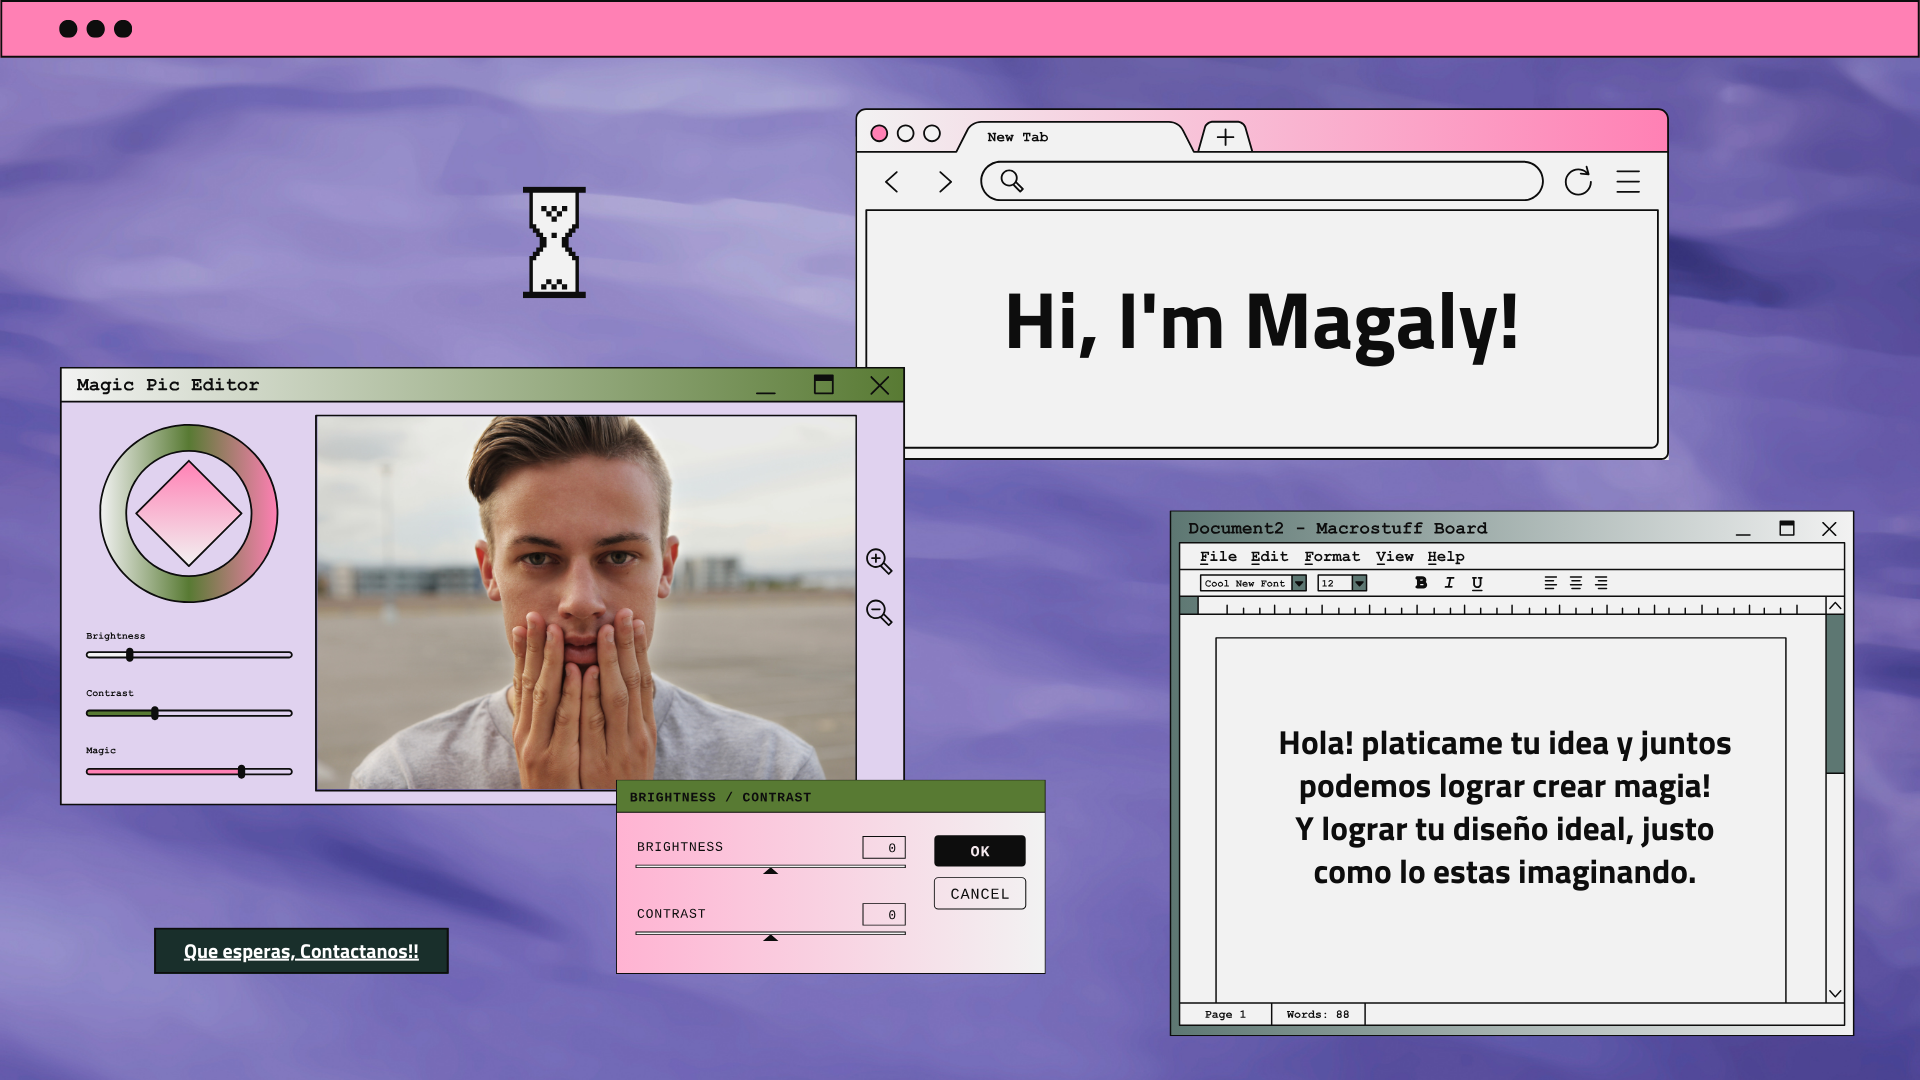 New Tab
Hi, I'm Magaly!
Magic Pic Editor
Brightness
Contrast
Magic
BRIGHTNESS / CONTRAST
BRIGHTNESS 0
OK
CANCEL
CONTRAST 0
Que esperas, Contactanos!!
Document2 - Macrostuff Board
File Edit Format View Help
Cool New Font 12 B I U
Hola! platicame tu idea y juntos
podemos lograr crear magia!
Y lograr tu diseño ideal, justo
como lo estas imaginando.
Page 1 Words: 88